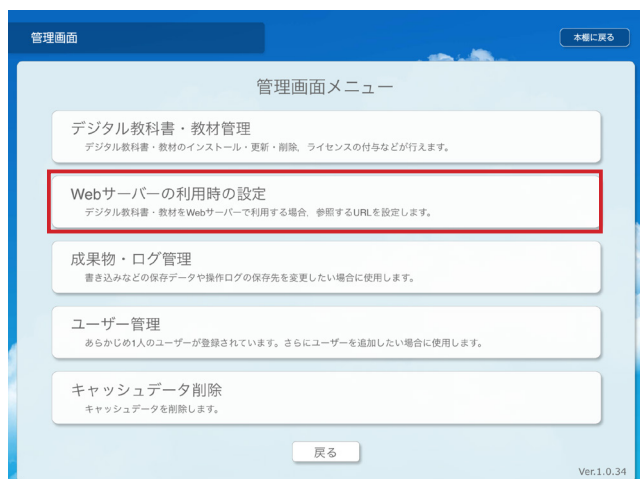 管理画面
本棚に戻る
管理画面メニュー
デジタル教科書・教材管理
デジタル教科書・教材のインストール・更新・削除, ライセンスの付与などが行えます。
Webサーバーの利用時の設定
デジタル教科書・教材をWebサーバーで利用する場合, 参照するURLを設定します。
成果物・ログ管理
書き込みなどの保存データや操作ログの保存先を変更したい場合に使用します。
ユーザー管理
あらかじめ1人のユーザーが登録されています。さらにユーザーを追加したい場合に使用します。
キャッシュデータ削除
キャッシュデータを削除します。
戻る
Ver.1.0.34